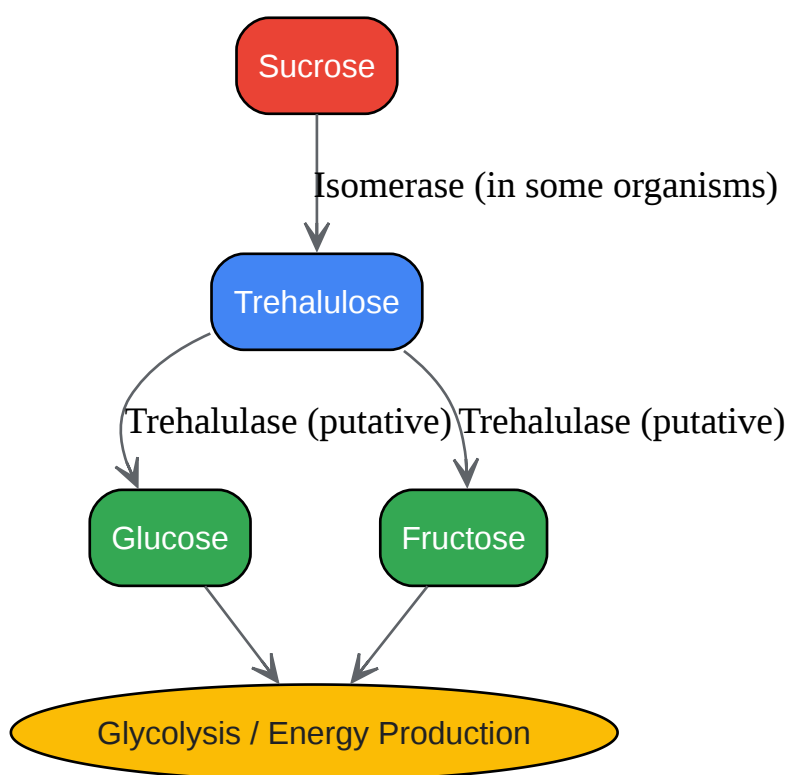 Sucrose
Isomerase (in some organisms)
Trehalulose
Trehalulase (putative)
Trehalulase (putative)
Glucose
Fructose
Glycolysis / Energy Production